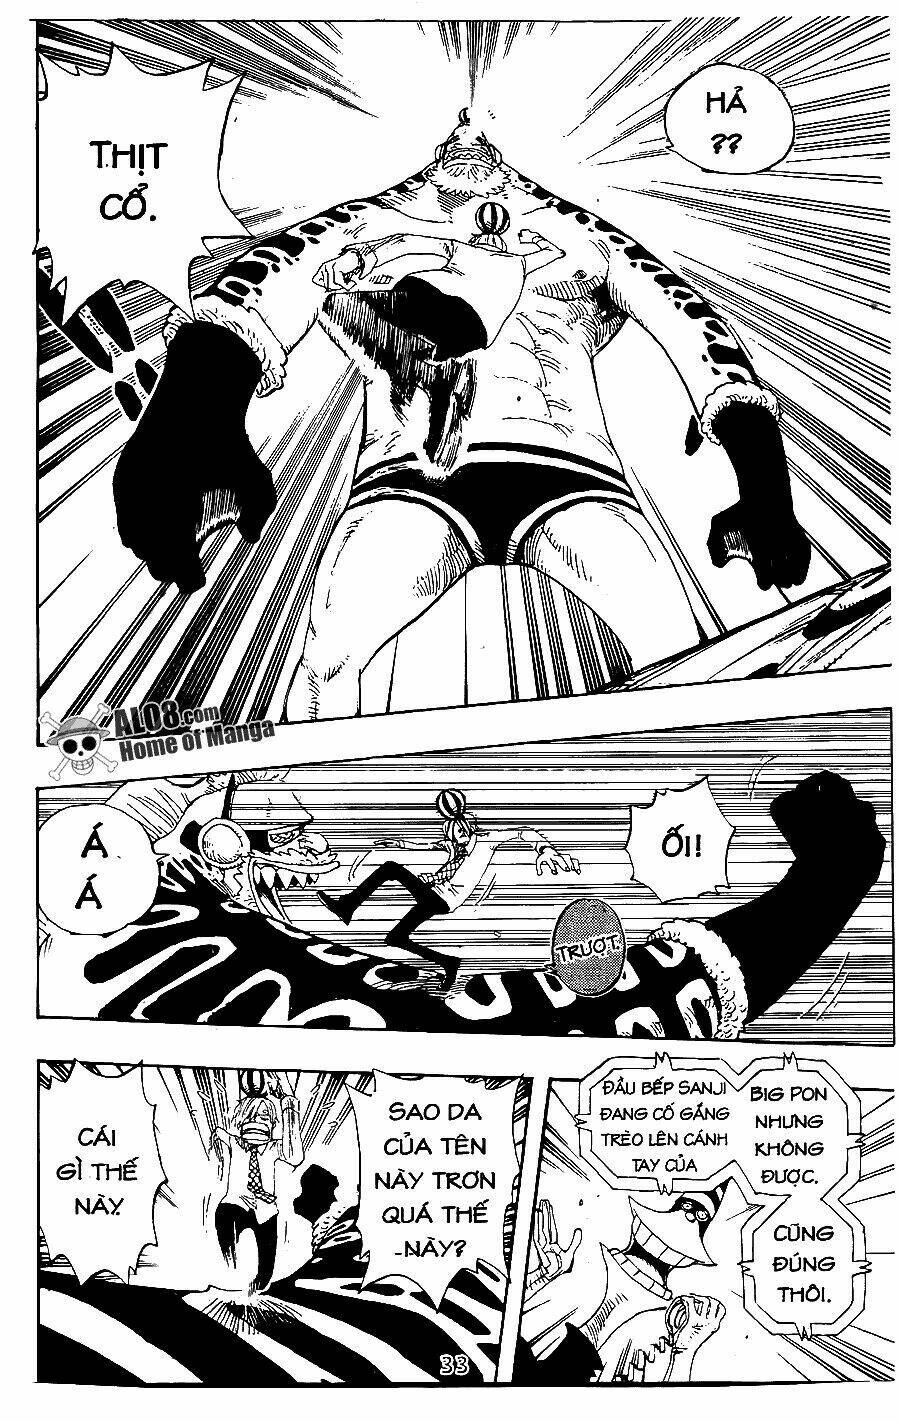 THỊT
CỔ.
HẢ
??
AL08.com
Home of Manga
Á
Á
ỐI!
TRƯỢT.
CÁI
GÌ THẾ
NÀY.
SAO DA
CỦA TÊN
NÀY TRƠN
QUÁ THẾ
NÀY?
ĐẦU BẾP SANJI
ĐANG CỐ GẮNG
TRÈO LÊN CÁNH
TAY CỦA
BIG PON
NHƯNG
KHÔNG
ĐƯỢC.
CŨNG
ĐÚNG
THÔI.
33